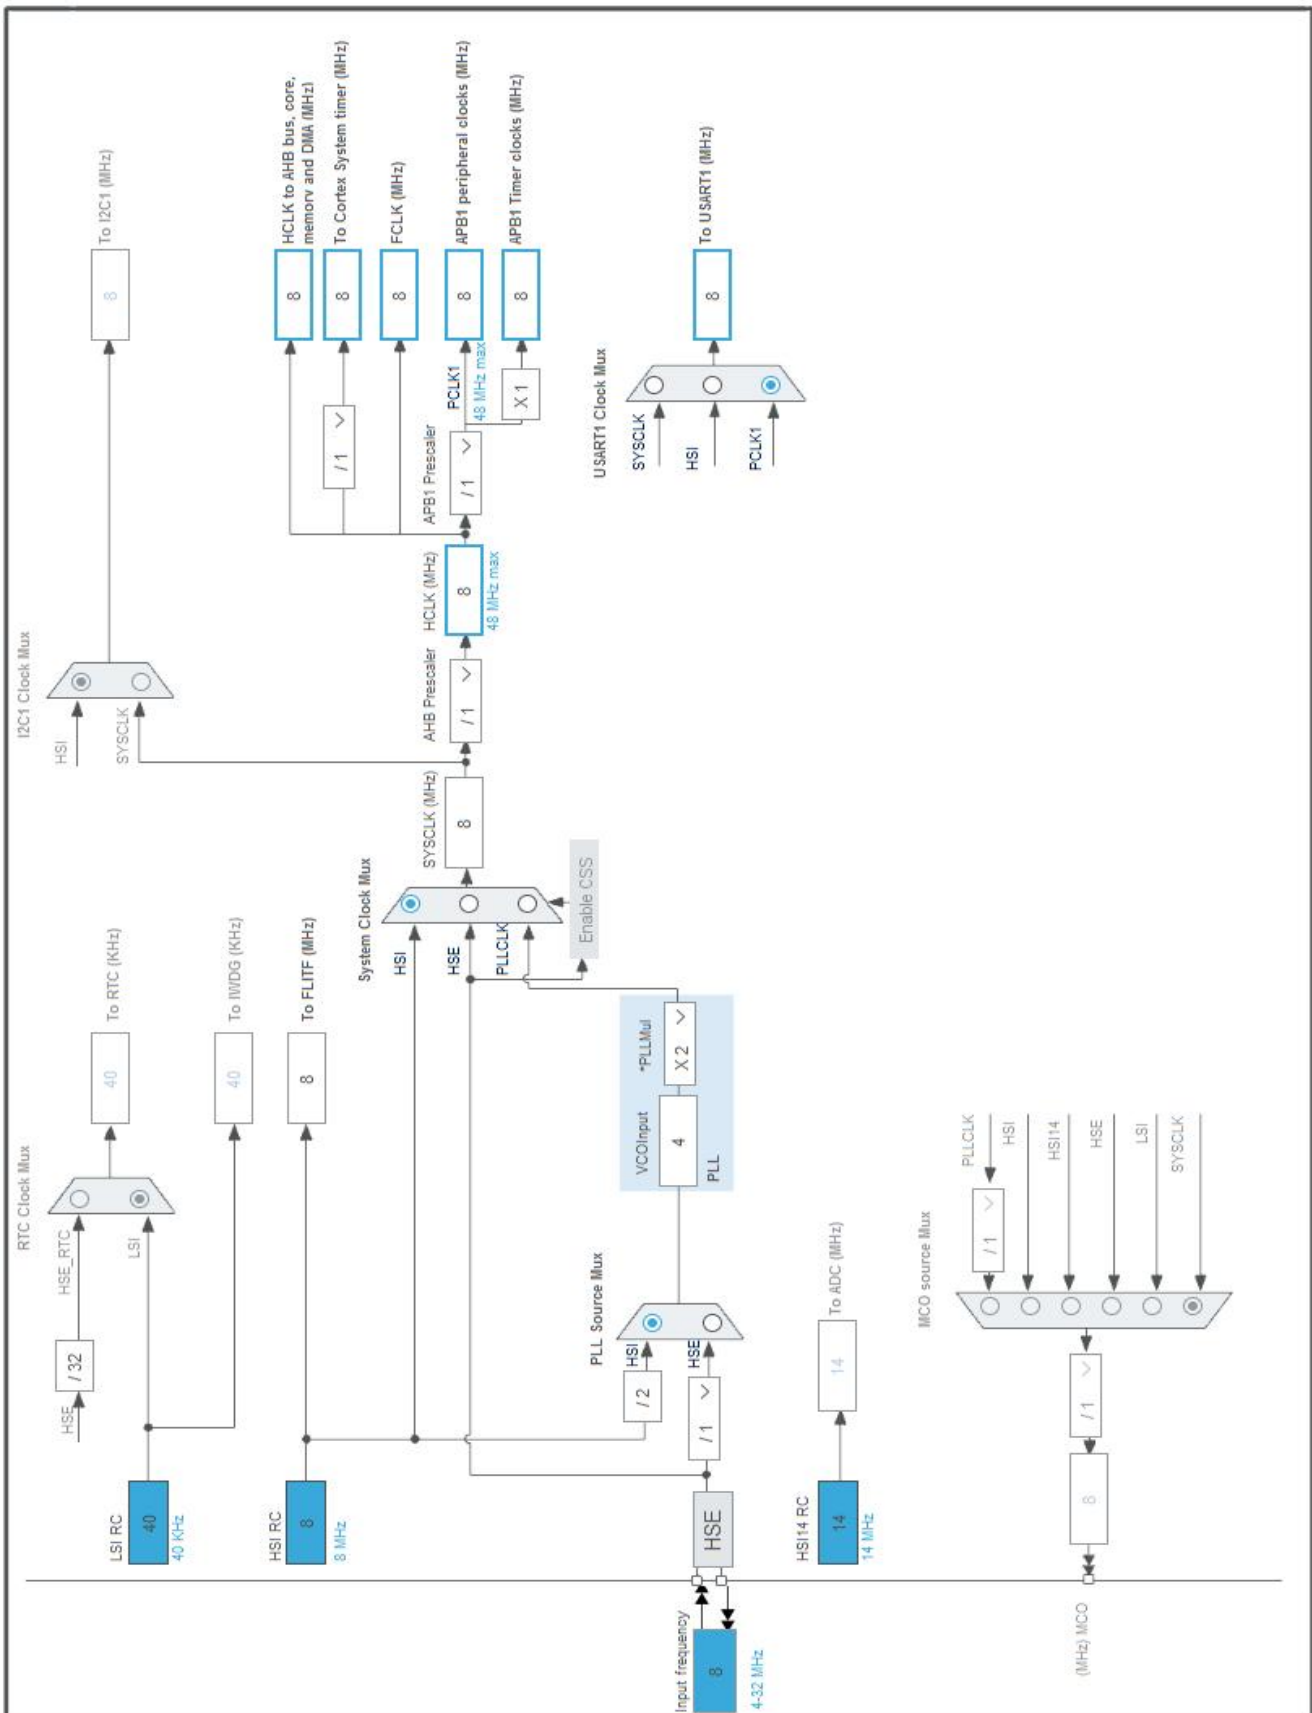 RTC Clock Mux
HSE
/ 32
HSE_RTC
40
To RTC (KHz)
LSI
LSI RC
40
40 KHz
40
To IWDG (KHz)
HSI RC
8
8 MHz
8
To FLITF (MHz)
I2C1 Clock Mux
HSI
SYSCLK
8
To I2C1 (MHz)
System Clock Mux
HSI
HSE
PLLCLK
Enable CSS
SYSCLK (MHz)
8
AHB Prescaler
/ 1
HCLK (MHz)
8
48 MHz max
APB1 Prescaler
/ 1
PCLK1
48 MHz max
X 1
/ 1
8
HCLK to AHB bus, core,
memory and DMA (MHz)
8
To Cortex System timer (MHz)
8
FCLK (MHz)
8
APB1 peripheral clocks (MHz)
8
APB1 Timer clocks (MHz)
PLL Source Mux
/ 2
HSI
HSE
/ 1
VCOInput
4
*PLLMul
X 2
PLL
Input frequency
8
4-32 MHz
HSE
USART1 Clock Mux
SYSCLK
HSI
PCLK1
8
To USART1 (MHz)
HSI14 RC
14
14 MHz
14
To ADC (MHz)
MCO source Mux
/ 1
PLLCLK
HSI
HSI14
HSE
LSI
SYSCLK
(MHz) MCO
8
/ 1